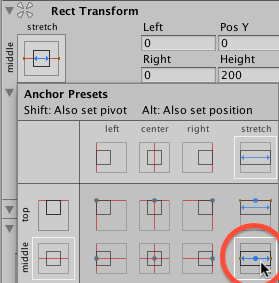 Rect Transform
stretch
middle
Left
Pos Y
0
0
Right
Height
0
200
Anchor Presets
Shift: Also set pivot Alt: Also set position
left
center
right
stretch
top
middle